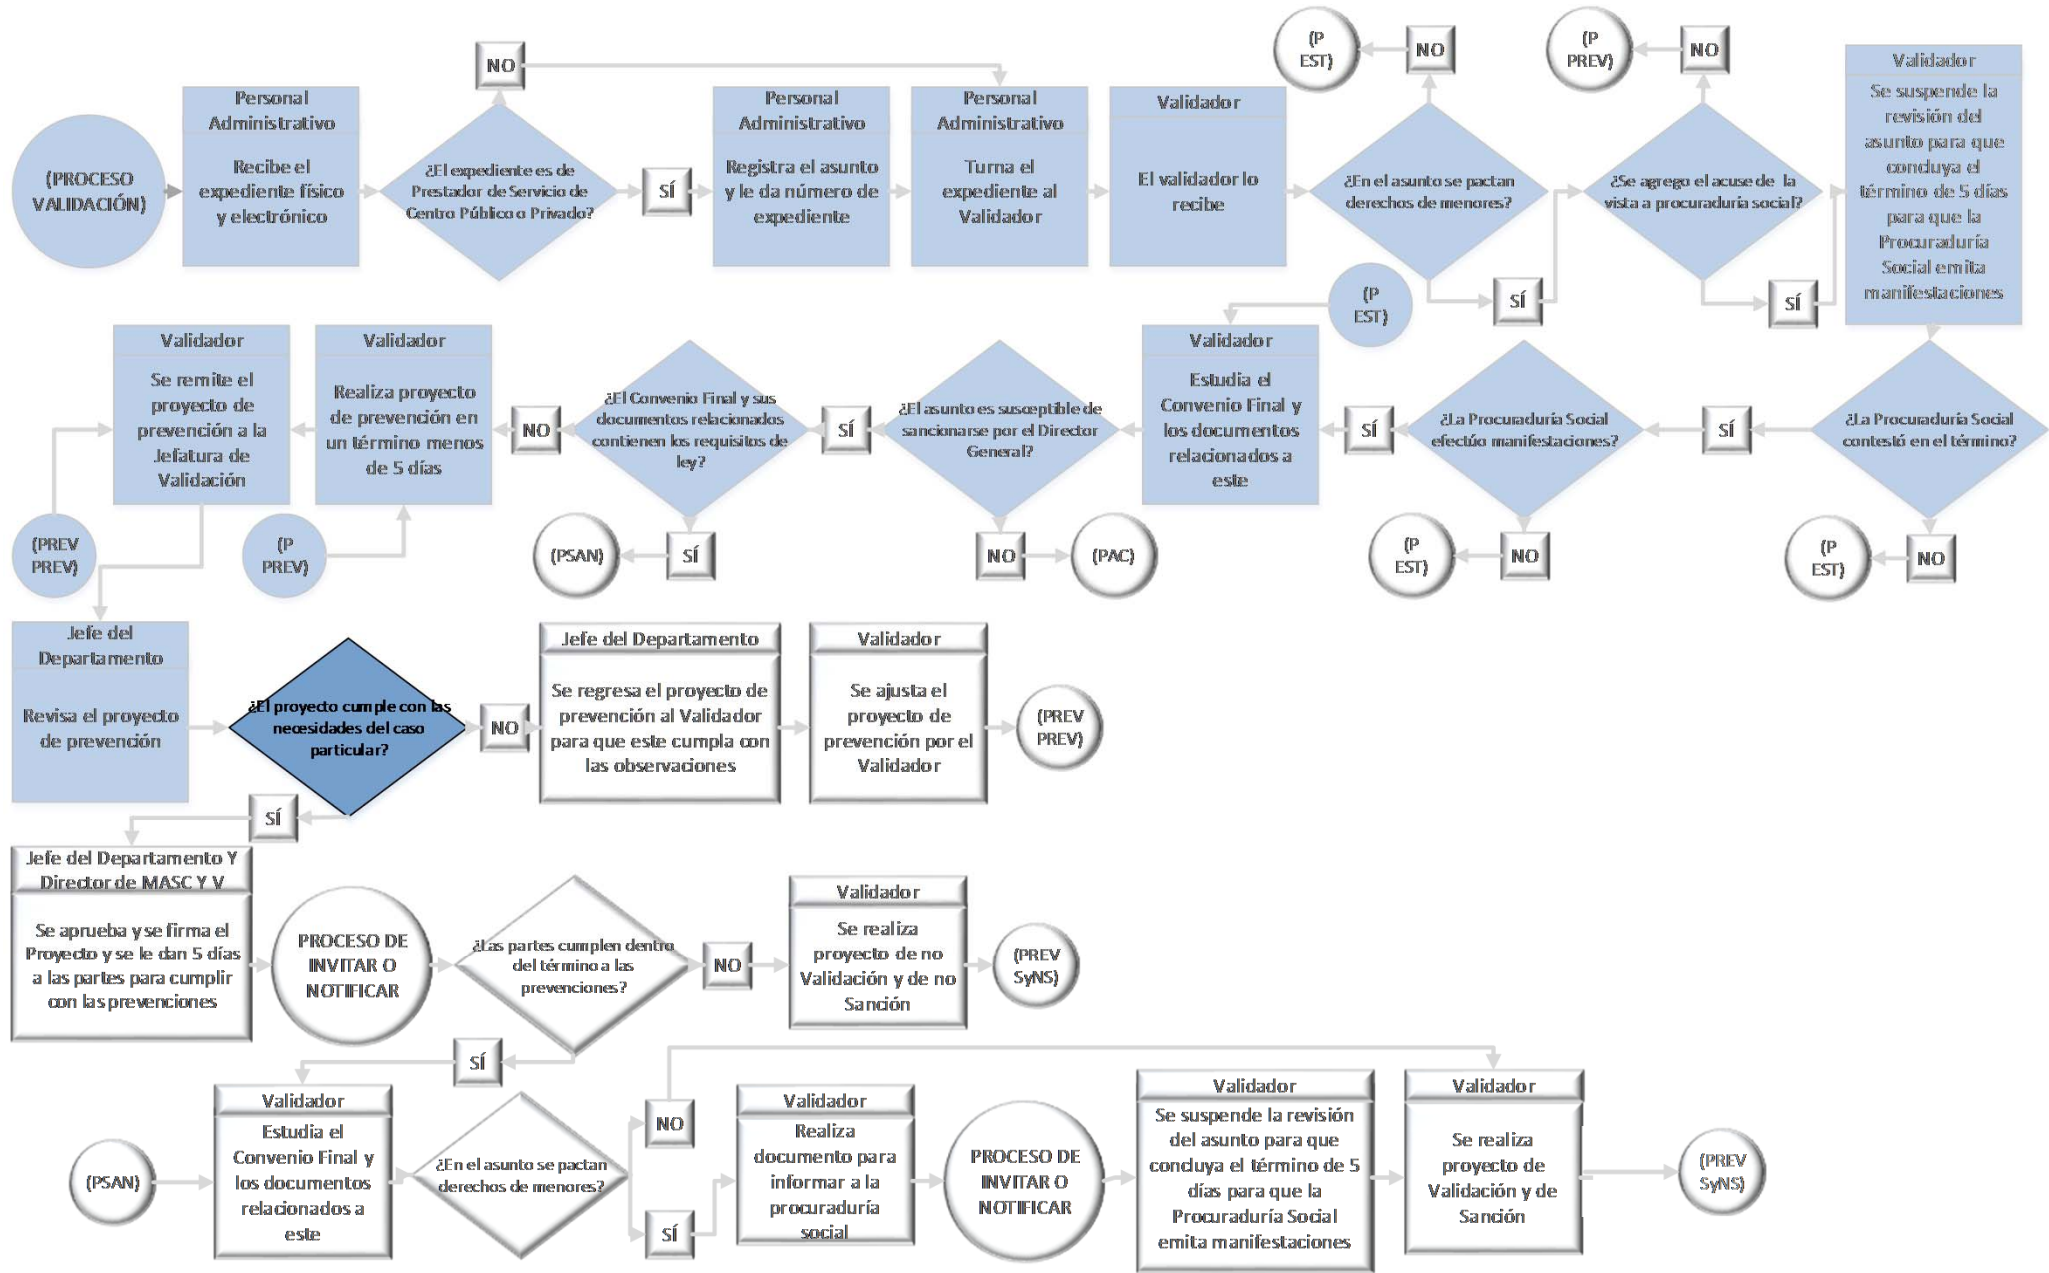 (PROCESO
VALIDACIÓN)
Personal
Administrativo
Recibe el
expediente físico
y electrónico
NO
¿El expediente es de
Prestador de Servicio de
Centro Público o Privado?
SÍ
Personal
Administrativo
Registra el asunto
y le da número de
expediente
Personal
Administrativo
Turna el
expediente al
Validador
Validador
El validador lo
recibe
(P
EST)
NO
¿En el asunto se pactan
derechos de menores?
SÍ
(P
PREV)
NO
¿Se agrego el acuse de la
vista a procuraduría social?
SÍ
Validador
Se suspende la
revisión del
asunto para que
concluya el
término de 5 días
para que la
Procuraduría
Social emita
manifestaciones
¿La Procuraduría Social
contestó en el término?
NO
(P
EST)
SÍ
¿La Procuraduría Social
efectúo manifestaciones?
NO
(P
EST)
SÍ
(P
EST)
Validador
Estudia el
Convenio Final y
los documentos
relacionados a
este
¿El asunto es susceptible de
sancionarse por el Director
General?
NO
(PAC)
SÍ
¿El Convenio Final y sus
documentos relacionados
contienen los requisitos de
ley?
SÍ
(PSAN)
NO
Validador
Realiza proyecto
de prevención en
un término menos
de 5 días
(P
PREV)
Validador
Se remite el
proyecto de
prevención a la
Jefatura de
Validación
(PREV
PREV)
Jefe del
Departamento
Revisa el proyecto
de prevención
¿El proyecto cumple con las
necesidades del caso
particular?
NO
Jefe del Departamento
Se regresa el proyecto de
prevención al Validador
para que este cumpla con
las observaciones
Validador
Se ajusta el
proyecto de
prevención por el
Validador
(PREV
PREV)
SÍ
Jefe del Departamento Y
Director de MASC Y V
Se aprueba y se firma el
Proyecto y se le dan 5 días
a las partes para cumplir
con las prevenciones
PROCESO DE
INVITAR O
NOTIFICAR
¿Las partes cumplen dentro
del término a las
prevenciones?
NO
Validador
Se realiza
proyecto de no
Validación y de no
Sanción
(PREV
SyNS)
SÍ
(PSAN)
Validador
Estudia el
Convenio Final y
los documentos
relacionados a
este
¿En el asunto se pactan
derechos de menores?
NO
SÍ
Validador
Realiza
documento para
informar a la
procuraduría
social
PROCESO DE
INVITAR O
NOTIFICAR
Validador
Se suspende la revisión
del asunto para que
concluya el término de 5
días para que la
Procuraduría Social
emita manifestaciones
Validador
Se realiza
proyecto de
Validación y de
Sanción
(PREV
SyNS)